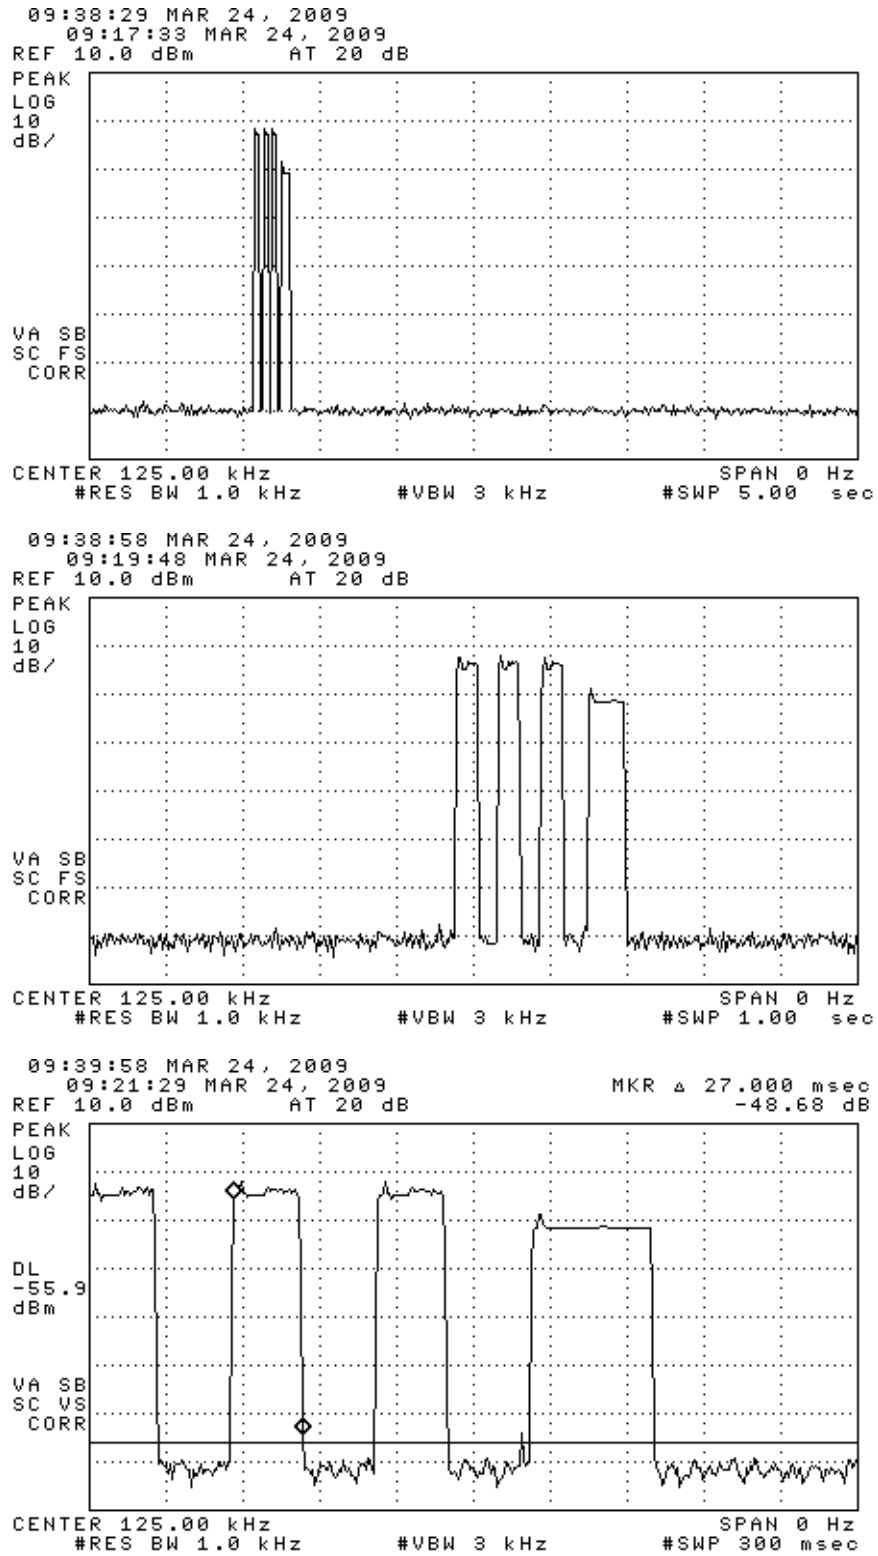 09:38:29 MAR 24, 2009
09:17:33 MAR 24, 2009
REF 10.0 dBm AT 20 dB
PEAK
LOG
10
dB/
VA SB
SC FS
CORR
CENTER 125.00 kHz SPAN 0 Hz
#RES BW 1.0 kHz #VBW 3 kHz #SWP 5.00 sec
09:38:58 MAR 24, 2009
09:19:48 MAR 24, 2009
REF 10.0 dBm AT 20 dB
PEAK
LOG
10
dB/
VA SB
SC FS
CORR
CENTER 125.00 kHz SPAN 0 Hz
#RES BW 1.0 kHz #VBW 3 kHz #SWP 1.00 sec
09:39:58 MAR 24, 2009
09:21:29 MAR 24, 2009 MKR Δ 27.000 msec
REF 10.0 dBm AT 20 dB -48.68 dB
PEAK
LOG
10
dB/
DL
-55.9
dBm
VA SB
SC VS
CORR
CENTER 125.00 kHz SPAN 0 Hz
#RES BW 1.0 kHz #VBW 3 kHz #SWP 300 msec